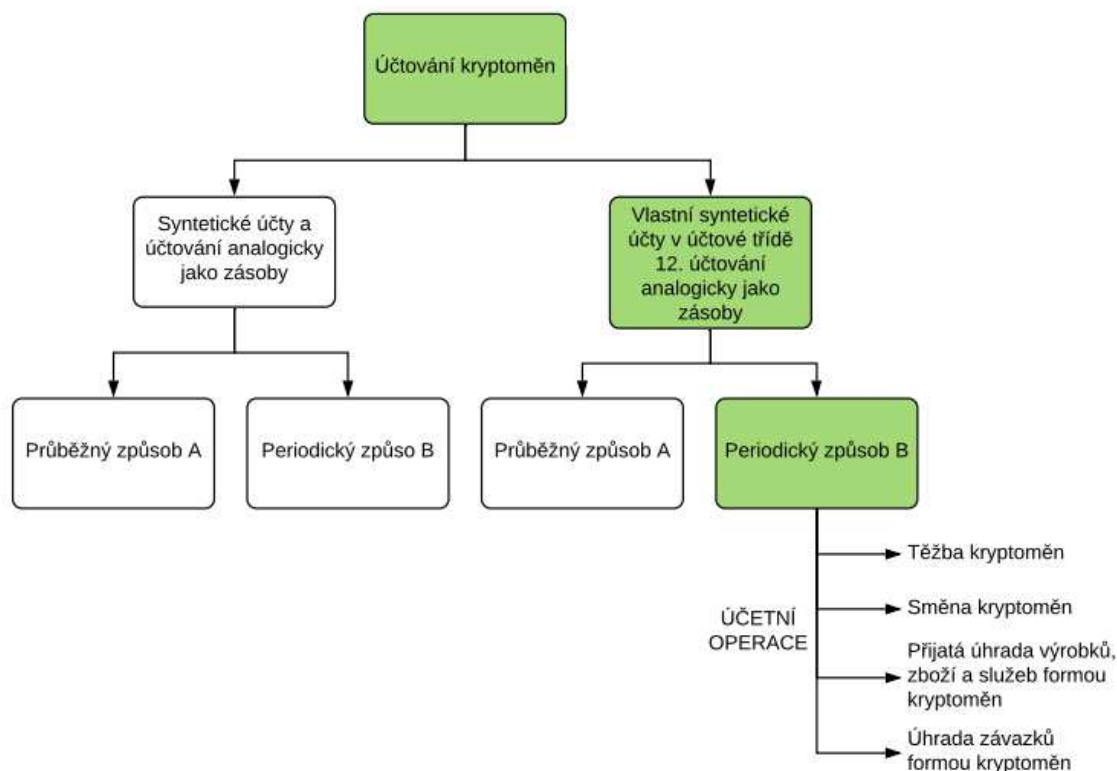 Účtování kryptoměn
Syntetické účty a
účtování analogicky
jako zásoby
Vlastní syntetické
účty v účtové třídě
12. účtování
analogicky jako
zásoby
Průběžný způsob A
Periodický způso B
Průběžný způsob A
Periodický způsob B
ÚČETNÍ
OPERACE
Těžba kryptoměn
Směna kryptoměn
Přijatá úhrada výrobků,
zboží a služeb formou
kryptoměn
Úhrada závazků
formou kryptoměn